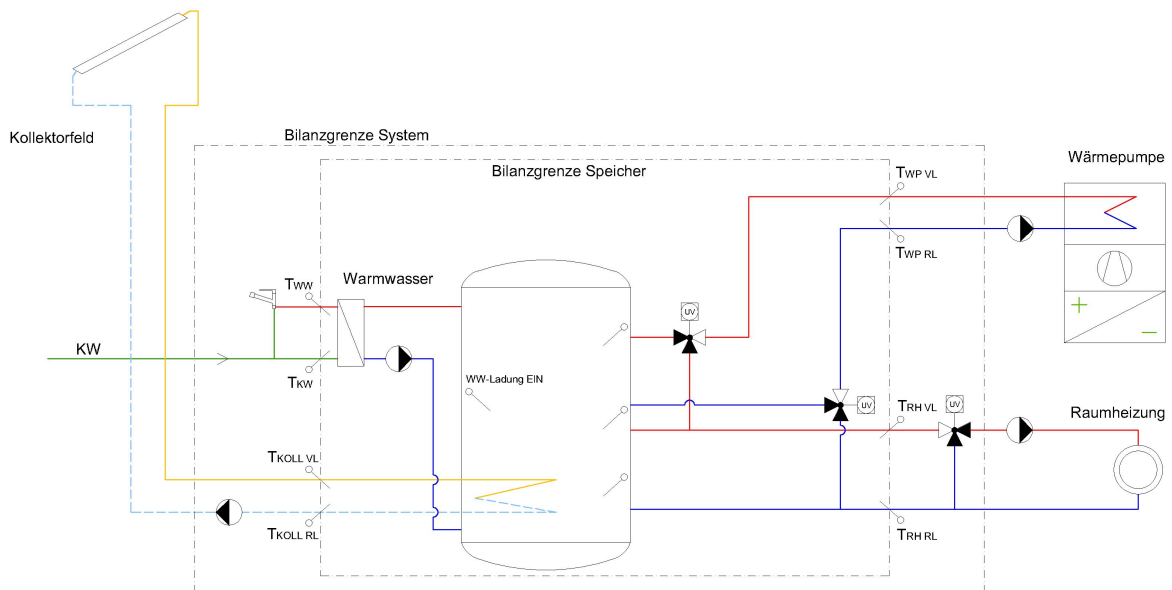 Kollektorfeld
Bilanzgrenze System
Bilanzgrenze Speicher
Wärmepumpe
TWP VL
TWP RL
TWW
Warmwasser
UV
KW
TKW
WW-Ladung EIN
UV
TRH VL
UV
Raumheizung
TKOLL VL
TKOLL RL
TRH RL